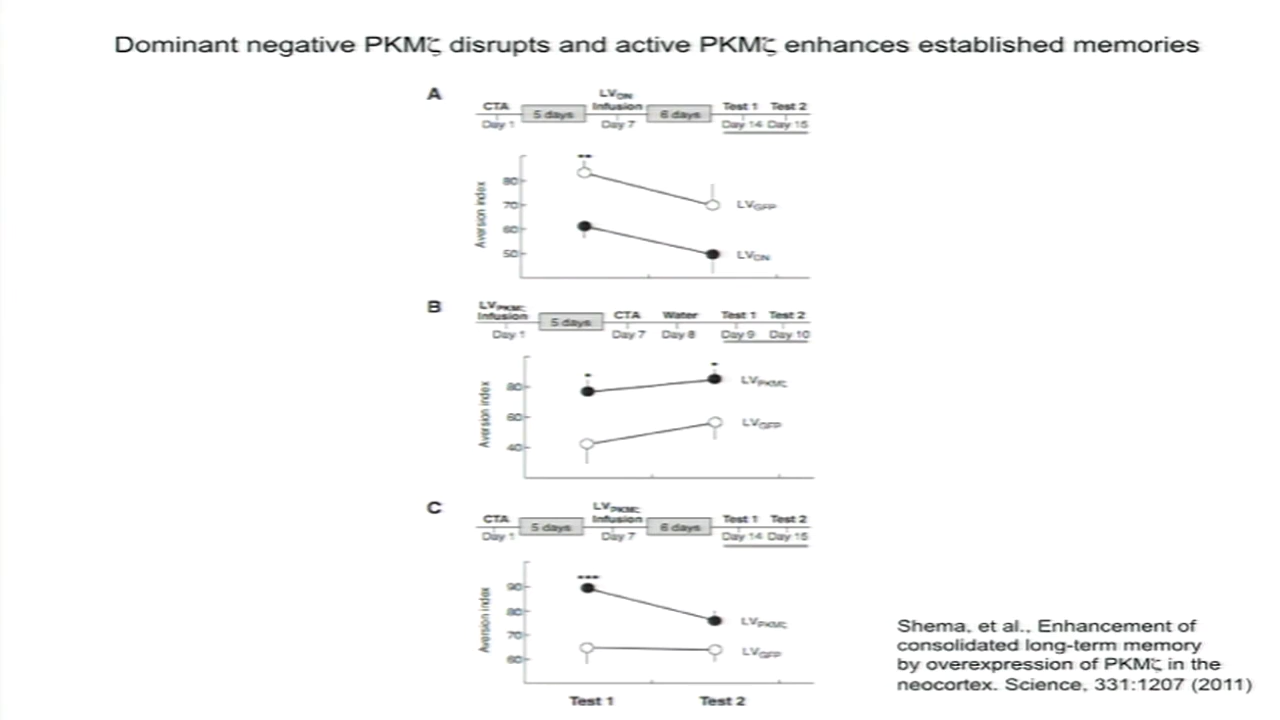 Dominant negative PKMζ disrupts and active PKMζ enhances established memories
A
CTA 5 days LVDN Infusion 6 days Test 1 Test 2
Day 1 Day 7 Day 14 Day 15
**
Aversion index
80
70
60
50
LVGFP
LVDN
B
LVPKMζ Infusion 5 days CTA Water Test 1 Test 2
Day 1 Day 7 Day 8 Day 9 Day 10
* *
Aversion index
80
60
40
LVPKMζ
LVGFP
C
CTA 5 days LVPKMζ Infusion 6 days Test 1 Test 2
Day 1 Day 7 Day 14 Day 15
***
Aversion index
90
80
70
60
LVPKMζ
LVGFP
Test 1 Test 2
Shema, et al., Enhancement of
consolidated long-term memory
by overexpression of PKMζ in the
neocortex. Science, 331:1207 (2011)